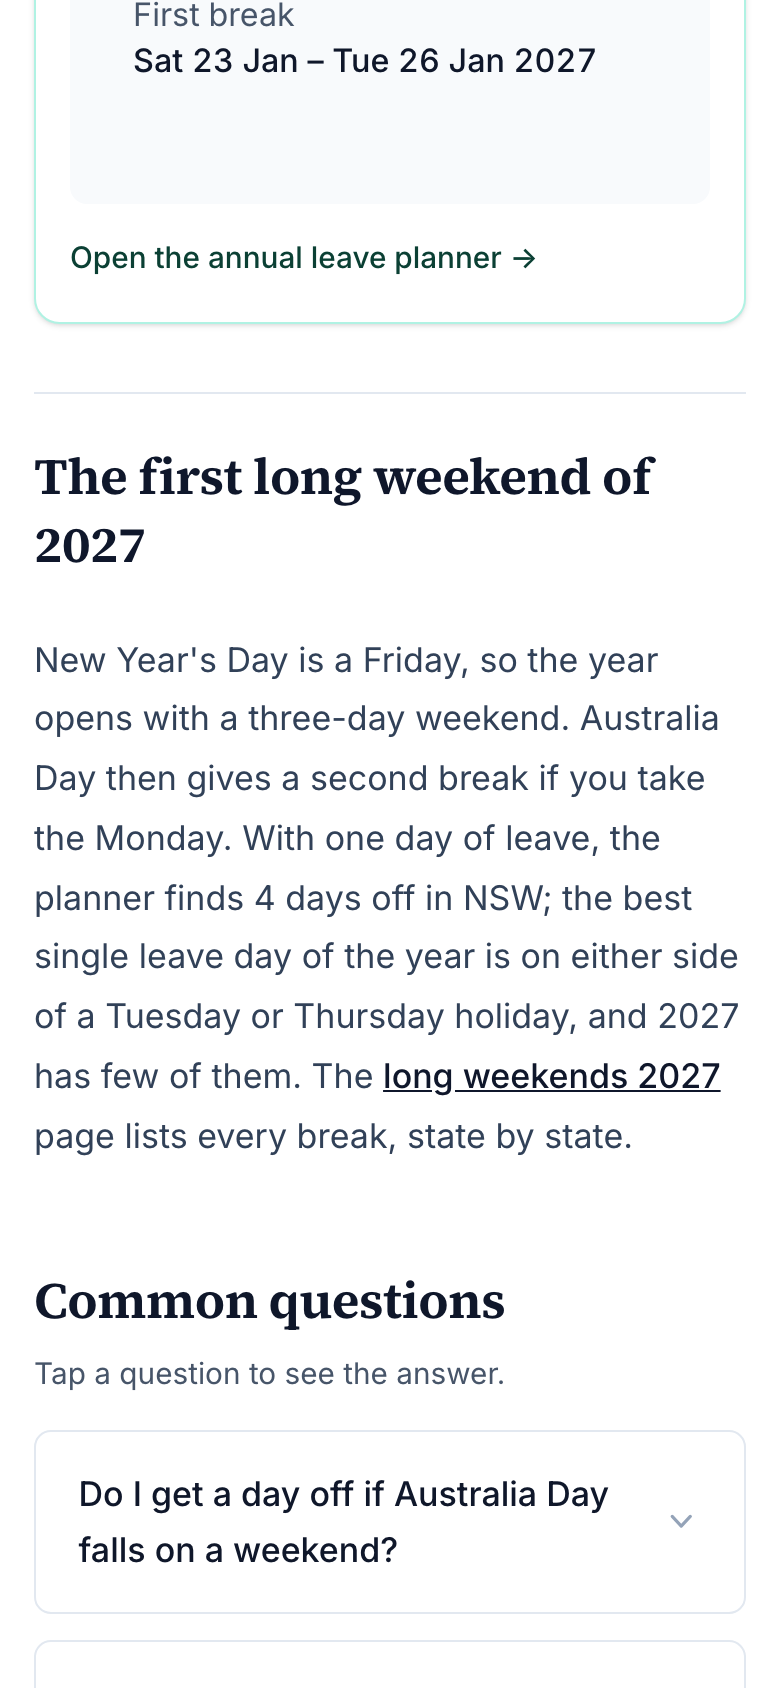 First break
Sat 23 Jan – Tue 26 Jan 2027
Open the annual leave planner →
The first long weekend of
2027
New Year's Day is a Friday, so the year
opens with a three-day weekend. Australia
Day then gives a second break if you take
the Monday. With one day of leave, the
planner finds 4 days off in NSW; the best
single leave day of the year is on either side
of a Tuesday or Thursday holiday, and 2027
has few of them. The long weekends 2027
page lists every break, state by state.
Common questions
Tap a question to see the answer.
Do I get a day off if Australia Day
falls on a weekend?